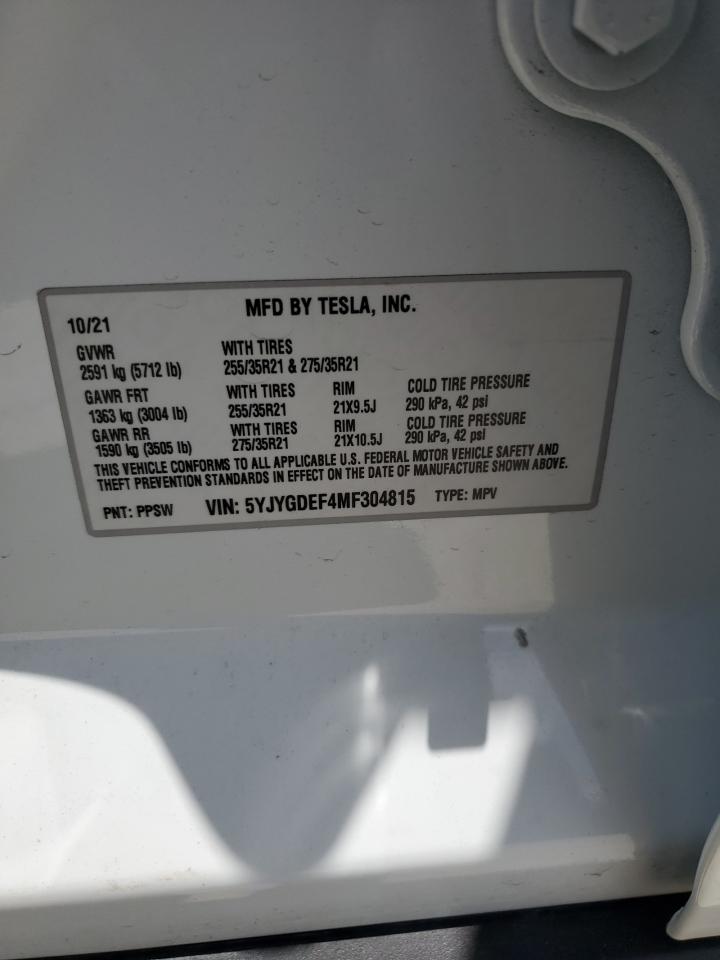 MFD BY TESLA, INC.
10/21
GVWR WITH TIRES
2591 kg (5712 lb) 255/35R21 & 275/35R21
GAWR FRT WITH TIRES RIM COLD TIRE PRESSURE
1363 kg (3004 lb) 255/35R21 21X9.5J 290 kPa, 42 psi
GAWR RR WITH TIRES RIM COLD TIRE PRESSURE
1590 kg (3505 lb) 275/35R21 21X10.5J 290 kPa, 42 psi
THIS VEHICLE CONFORMS TO ALL APPLICABLE U.S. FEDERAL MOTOR VEHICLE SAFETY AND
THEFT PREVENTION STANDARDS IN EFFECT ON THE DATE OF MANUFACTURE SHOWN ABOVE.
PNT: PPSW VIN: 5YJYGDEF4MF304815 TYPE: MPV